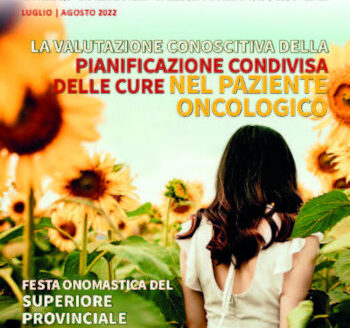 LUGLIO | AGOSTO 2022
LA VALUTAZIONE CONOSCITIVA DELLA
PIANIFICAZIONE CONDIVISA
DELLE CURE NEL PAZIENTE
ONCOLOGICO
FESTA ONOMASTICA DEL
SUPERIORE
PROVINCIALE